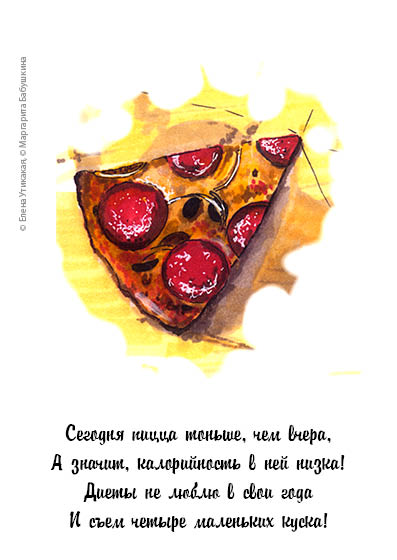 © Елена Утикакая, © Маргарита Бабушкина
Сегодня пицца тоньше, чем вчера,
А значит, калорийность в ней низка!
Диеты не люблю в свои года
И съем четыре маленьких куска!